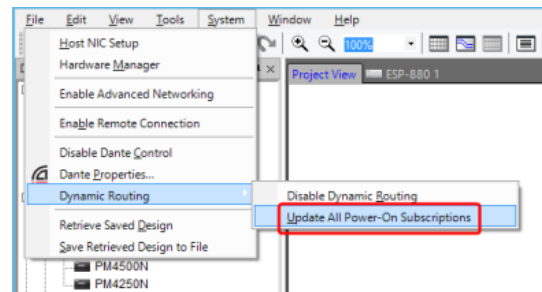 File Edit View Tools System Window Help
Host NIC Setup
100%
Hardware Manager
Project View ESP-880 1
Enable Advanced Networking
Enable Remote Connection
Disable Dante Control
Dante Properties...
Dynamic Routing
Disable Dynamic Routing
Update All Power-On Subscriptions
Retrieve Saved Design
Save Retrieved Design to File
PM4500N
PM4250N